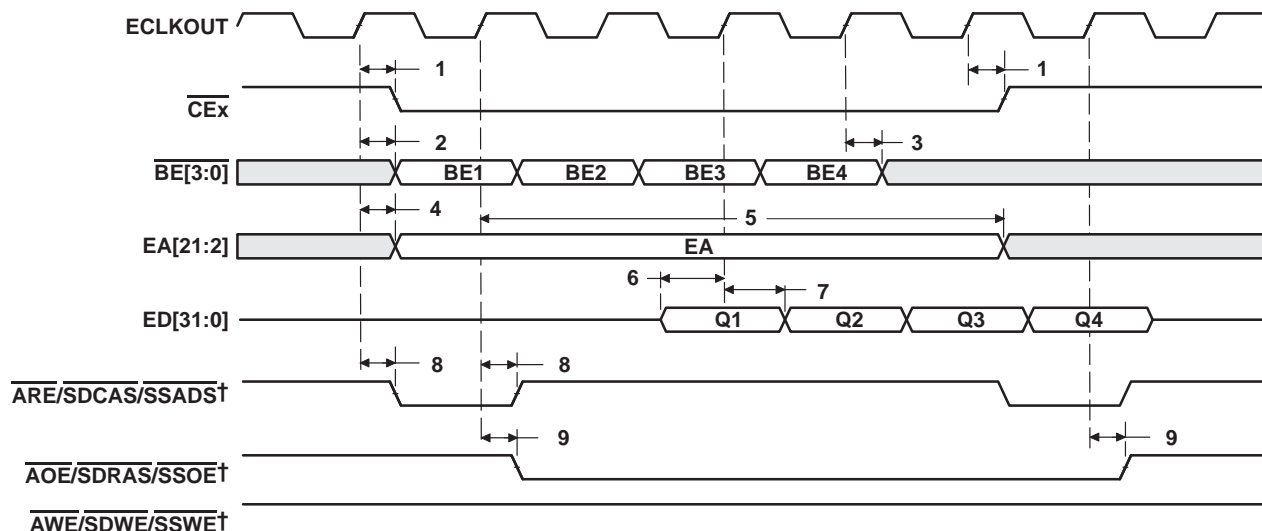 ECLKOUT
1 1
CEx
2 3
BE[3:0] BE1 BE2 BE3 BE4
4 5
EA[21:2] EA
6 7
ED[31:0] Q1 Q2 Q3 Q4
8 8
ARE/SDCAS/SSADS†
9 9
AOE/SDRAS/SSOE†
AWE/SDWE/SSWE†